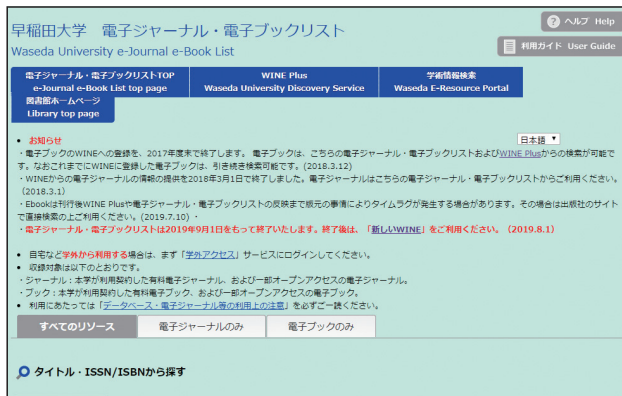 早稲田大学　電子ジャーナル・電子ブックリスト
Waseda University e-Journal e-Book List
ヘルプ Help
利用ガイド User Guide
電子ジャーナル・電子ブックリストTOP
e-Journal e-Book List top page
WINE Plus
Waseda University Discovery Service
学術情報検索
Waseda E-Resource Portal
図書館ホームページ
Library top page
日本語
• お知らせ
・電子ブックのWINEへの登録を、2017年度末で終了します。 電子ブックは、こちらの電子ジャーナル・電子ブックリストおよびWINE Plusからの検索が可能で
す。なおこれまでにWINEに登録した電子ブックは、引き続き検索可能です。(2018.3.12)
・WINEからの電子ジャーナルの情報の提供を2018年3月1日で終了しました。電子ジャーナルはこちらの電子ジャーナル・電子ブックリストからご利用ください。
（2018.3.1）
・Ebookは刊行後WINE Plusや電子ジャーナル・電子ブックリストの反映まで版元の事情によりタイムラグが発生する場合があります。その場合は出版社のサイト
で直接検索の上ご利用ください。(2019.7.10) ・
・電子ジャーナル・電子ブックリストは2019年9月1日をもって終了いたします。終了後は、「新しいWINE」をご利用ください。（2019.8.1）
• 自宅など学外から利用する場合は、まず「学外アクセス」サービスにログインしてください。
• 収録対象は以下のとおりです。
・ジャーナル：本学が利用契約した有料電子ジャーナル、および一部オープンアクセスの電子ジャーナル。
・ブック：本学が利用契約した有料電子ブック、および一部オープンアクセスの電子ブック。
• 利用にあたっては「データベース・電子ジャーナル等の利用上の注意」を必ずご一読ください。
すべてのリソース
電子ジャーナルのみ
電子ブックのみ
タイトル・ISSN/ISBNから探す